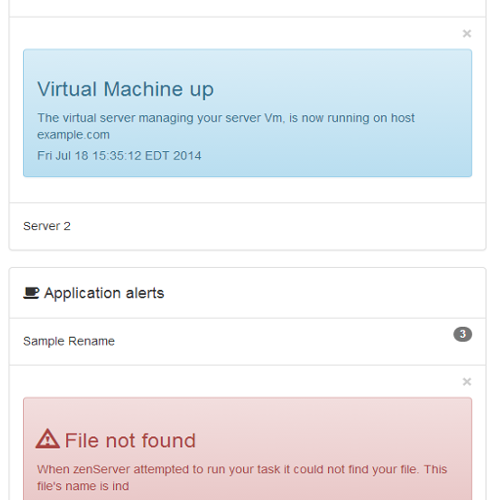 ×
Virtual Machine up
The virtual server managing your server Vm, is now running on host
example.com
Fri Jul 18 15:35:12 EDT 2014
Server 2
Application alerts
Sample Rename 3
×
File not found
When zenServer attempted to run your task it could not find your file. This
file's name is ind